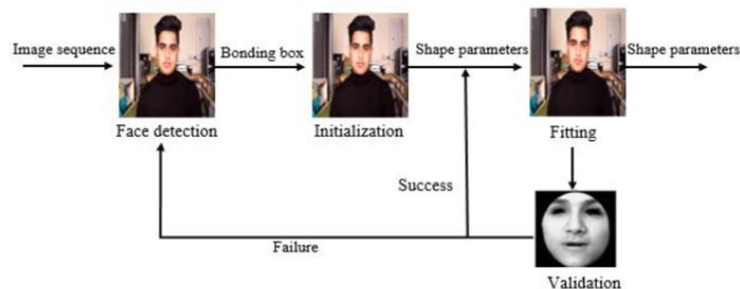 Image sequence
Bonding box
Shape parameters
Shape parameters
Face detection
Initialization
Fitting
Success
Failure
Validation